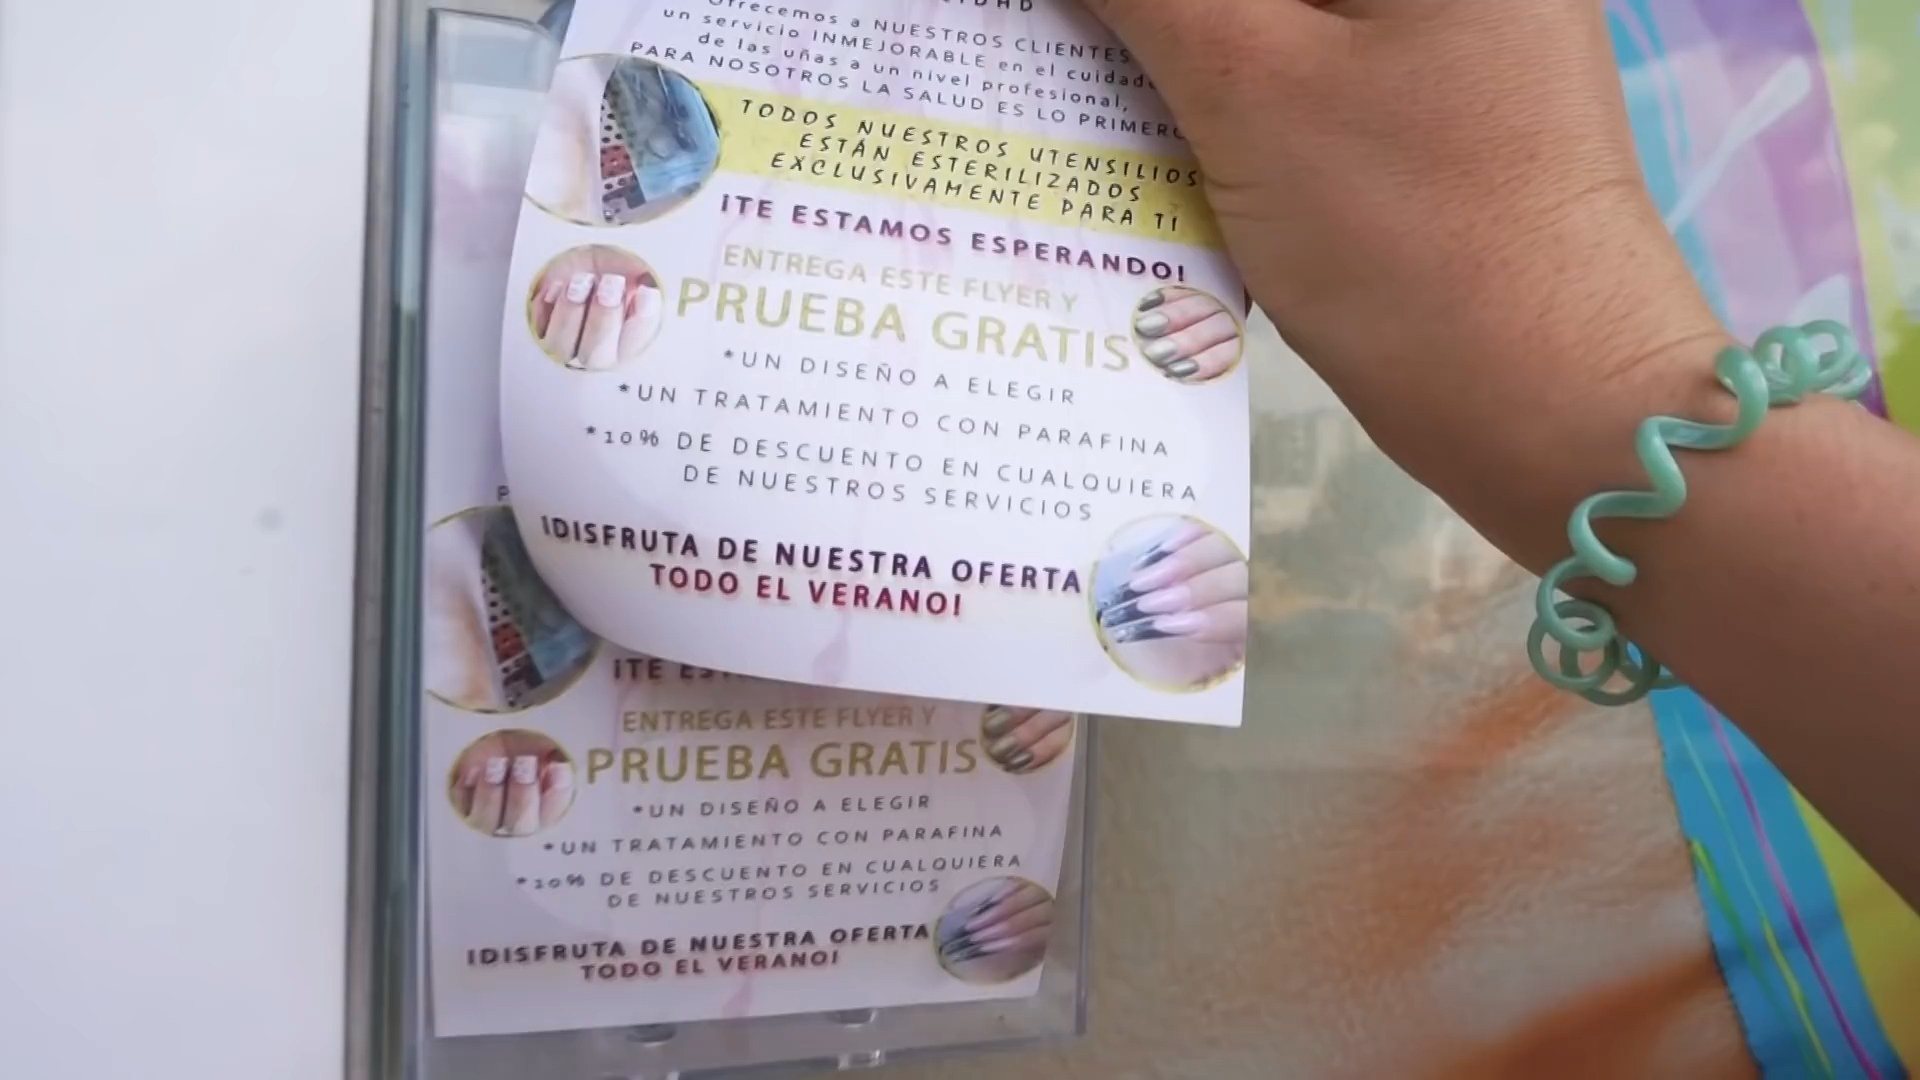 Ofrecemos a NUESTROS CLIENTES
un servicio INMEJORABLE en el
de las uñas a un nivel profesional,
PARA NOSOTROS LA SALUD ES LO PRIMERO
TODOS NUESTROS UTENSILIOS
ESTÁN ESTERILIZADOS
EXCLUSIVAMENTE PARA TI
¡TE ESTAMOS ESPERANDO!
ENTREGA ESTE FLYER Y
PRUEBA GRATIS
*UN DISEÑO A ELEGIR
*UN TRATAMIENTO CON PARAFINA
*10% DE DESCUENTO EN CUALQUIERA
DE NUESTROS SERVICIOS
¡DISFRUTA DE NUESTRA OFERTA
TODO EL VERANO!
¡TE
ENTREGA ESTE FLYER Y
PRUEBA GRATIS
*UN DISEÑO A ELEGIR
*UN TRATAMIENTO CON PARAFINA
*10% DE DESCUENTO EN CUALQUIERA
DE NUESTROS SERVICIOS
¡DISFRUTA DE NUESTRA OFERTA
TODO EL VERANO!